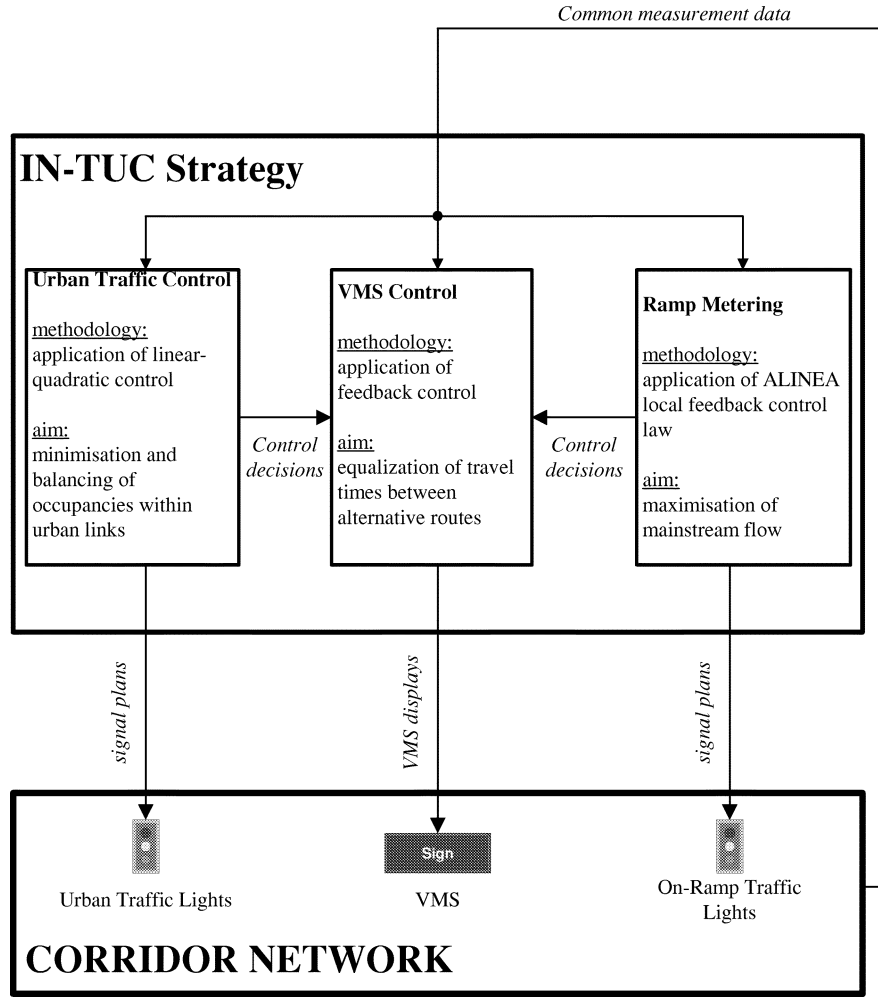 Common measurement data
IN-TUC Strategy
Urban Traffic Control
methodology:
application of linear-
quadratic control
aim:
minimisation and
balancing of
occupancies within
urban links
Control
decisions
VMS Control
methodology:
application of
feedback control
aim:
equalization of travel
times between
alternative routes
Control
decisions
Ramp Metering
methodology:
application of ALINEA
local feedback control
law
aim:
maximisation of
mainstream flow
signal plans
VMS displays
signal plans
Sign
Urban Traffic Lights
VMS
On-Ramp Traffic
Lights
CORRIDOR NETWORK